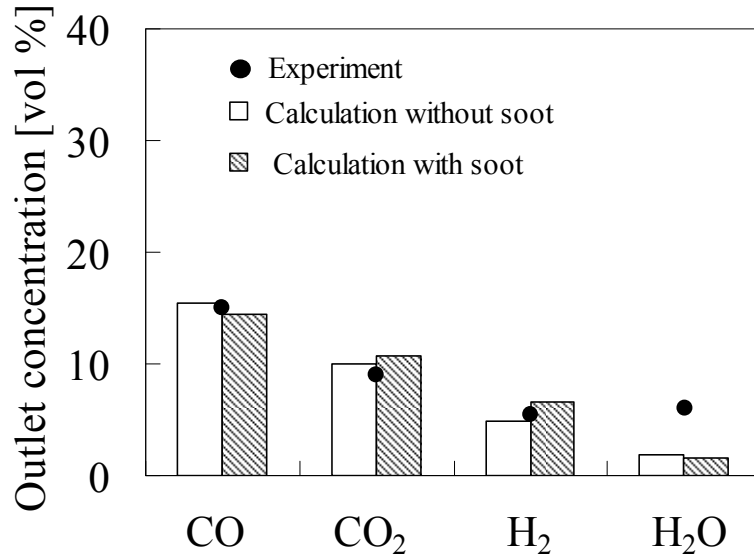 Outlet concentration [vol %]
40
30
20
10
0
Experiment
Calculation without soot
Calculation with soot
CO
CO₂
H₂
H₂O